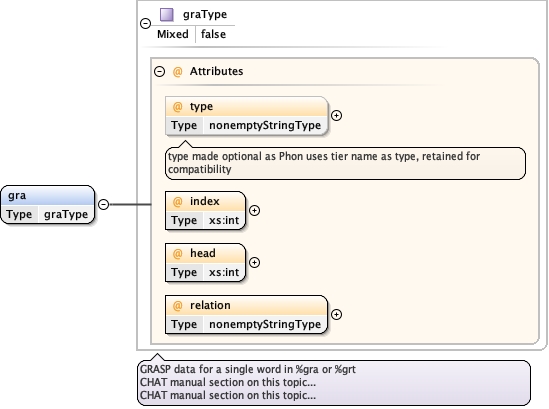 graType
Mixed false
@ Attributes
@ type
Type nonemptyStringType
type made optional as Phon uses tier name as type, retained for
compatibility
gra
Type graType
@ index
Type xs:int
@ head
Type xs:int
@ relation
Type nonemptyStringType
GRASP data for a single word in %gra or %grt
CHAT manual section on this topic...
CHAT manual section on this topic...